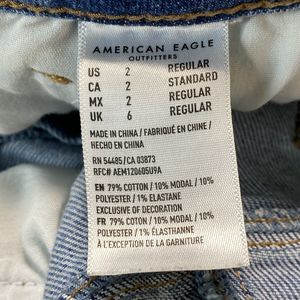 AMERICAN EAGLE
OUTFITTERS
US 2 REGULAR
CA 2 STANDARD
MX 2 REGULAR
UK 6 REGULAR
MADE IN CHINA / FABRIQUÉ EN CHINE /
HECHO EN CHINA
RN 54485/ CA 03873
RFC# AEM120605U9A
EN 79% COTTON / 10% MODAL / 10%
POLYESTER / 1% ELASTANE
EXCLUSIVE OF DECORATION
FR 79% COTON / 10% MODAL / 10%
POLYESTER / 1% ÉLASTHANNE
À L'EXCEPTION DE LA GARNITURE